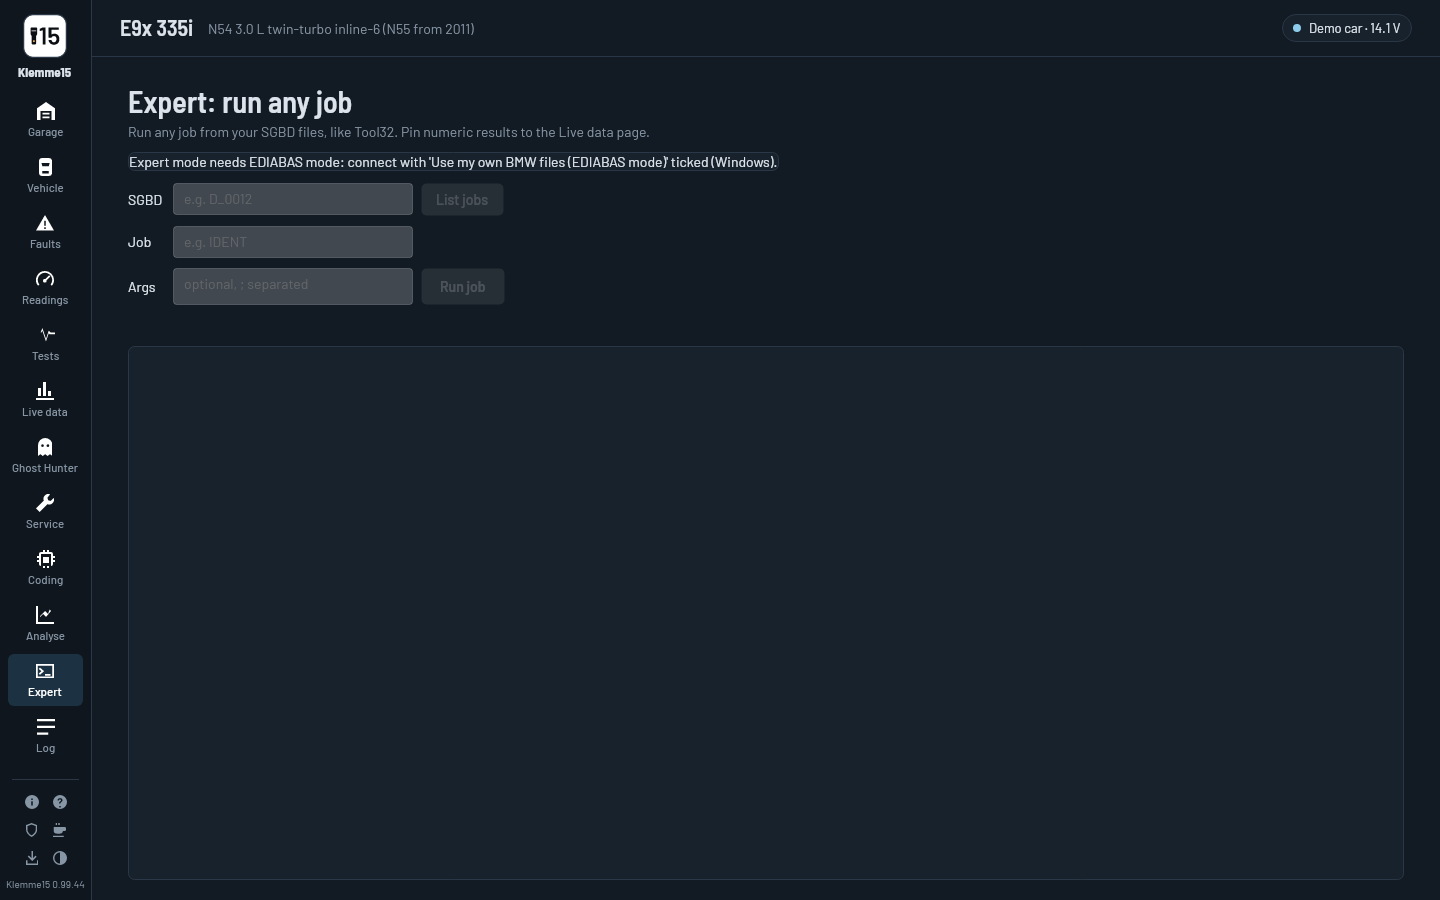 15
Klemme15
Garage
Vehicle
Faults
Readings
Tests
Live data
Ghost Hunter
Service
Coding
Analyse
Expert
Log
Klemme15 0.99.44
E9x 335i
N54 3.0 L twin-turbo inline-6 (N55 from 2011)
Demo car · 14.1 V
Expert: run any job
Run any job from your SGBD files, like Tool32. Pin numeric results to the Live data page.
Expert mode needs EDIABAS mode: connect with 'Use my own BMW files (EDIABAS mode)' ticked (Windows).
SGBD
e.g. D_0012
List jobs
Job
e.g. IDENT
Args
optional, ; separated
Run job